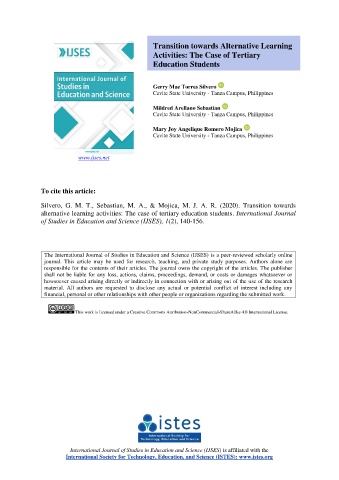 IJSES
International Journal of
Studies in
Education and Science
www.ijses.net
Transition towards Alternative Learning
Activities: The Case of Tertiary
Education Students
Gerry Mae Torres Silvero
Cavite State University - Tanza Campus, Philippines
Mildred Arellano Sebastian
Cavite State University - Tanza Campus, Philippines
Mary Joy Angelique Romero Mojica
Cavite State University - Tanza Campus, Philippines
To cite this article:
Silvero, G. M. T., Sebastian, M. A., & Mojica, M. J. A. R. (2020). Transition towards
alternative learning activities: The case of tertiary education students. International Journal
of Studies in Education and Science (IJSES), 1(2), 140-156.
The International Journal of Studies in Education and Science (IJSES) is a peer-reviewed scholarly online
journal. This article may be used for research, teaching, and private study purposes. Authors alone are
responsible for the contents of their articles. The journal owns the copyright of the articles. The publisher
shall not be liable for any loss, actions, claims, proceedings, demand, or costs or damages whatsoever or
howsoever caused arising directly or indirectly in connection with or arising out of the use of the research
material. All authors are requested to disclose any actual or potential conflict of interest including any
financial, personal or other relationships with other people or organizations regarding the submitted work.
This work is licensed under a Creative Commons Attribution-NonCommercial-ShareAlike 4.0 International License.
istes
International Society for
Technology, Education and Science
International Journal of Studies in Education and Science (IJSES) is affiliated with the
International Society for Technology, Education, and Science (ISTES): www.istes.org